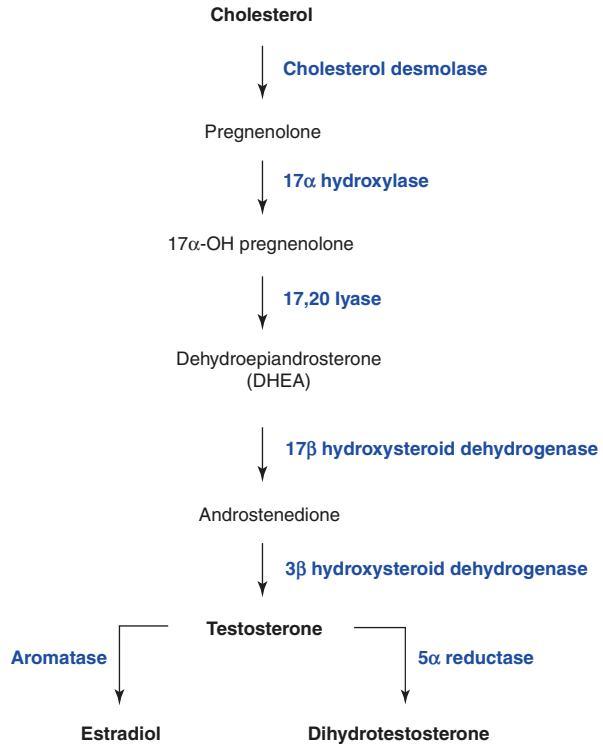 Cholesterol
Cholesterol desmolase
Pregnenolone
17α hydroxylase
17α-OH pregnenolone
17,20 lyase
Dehydroepiandrosterone
(DHEA)
17β hydroxysteroid dehydrogenase
Androstenedione
3β hydroxysteroid dehydrogenase
Testosterone
Aromatase
5α reductase
Estradiol
Dihydrotestosterone